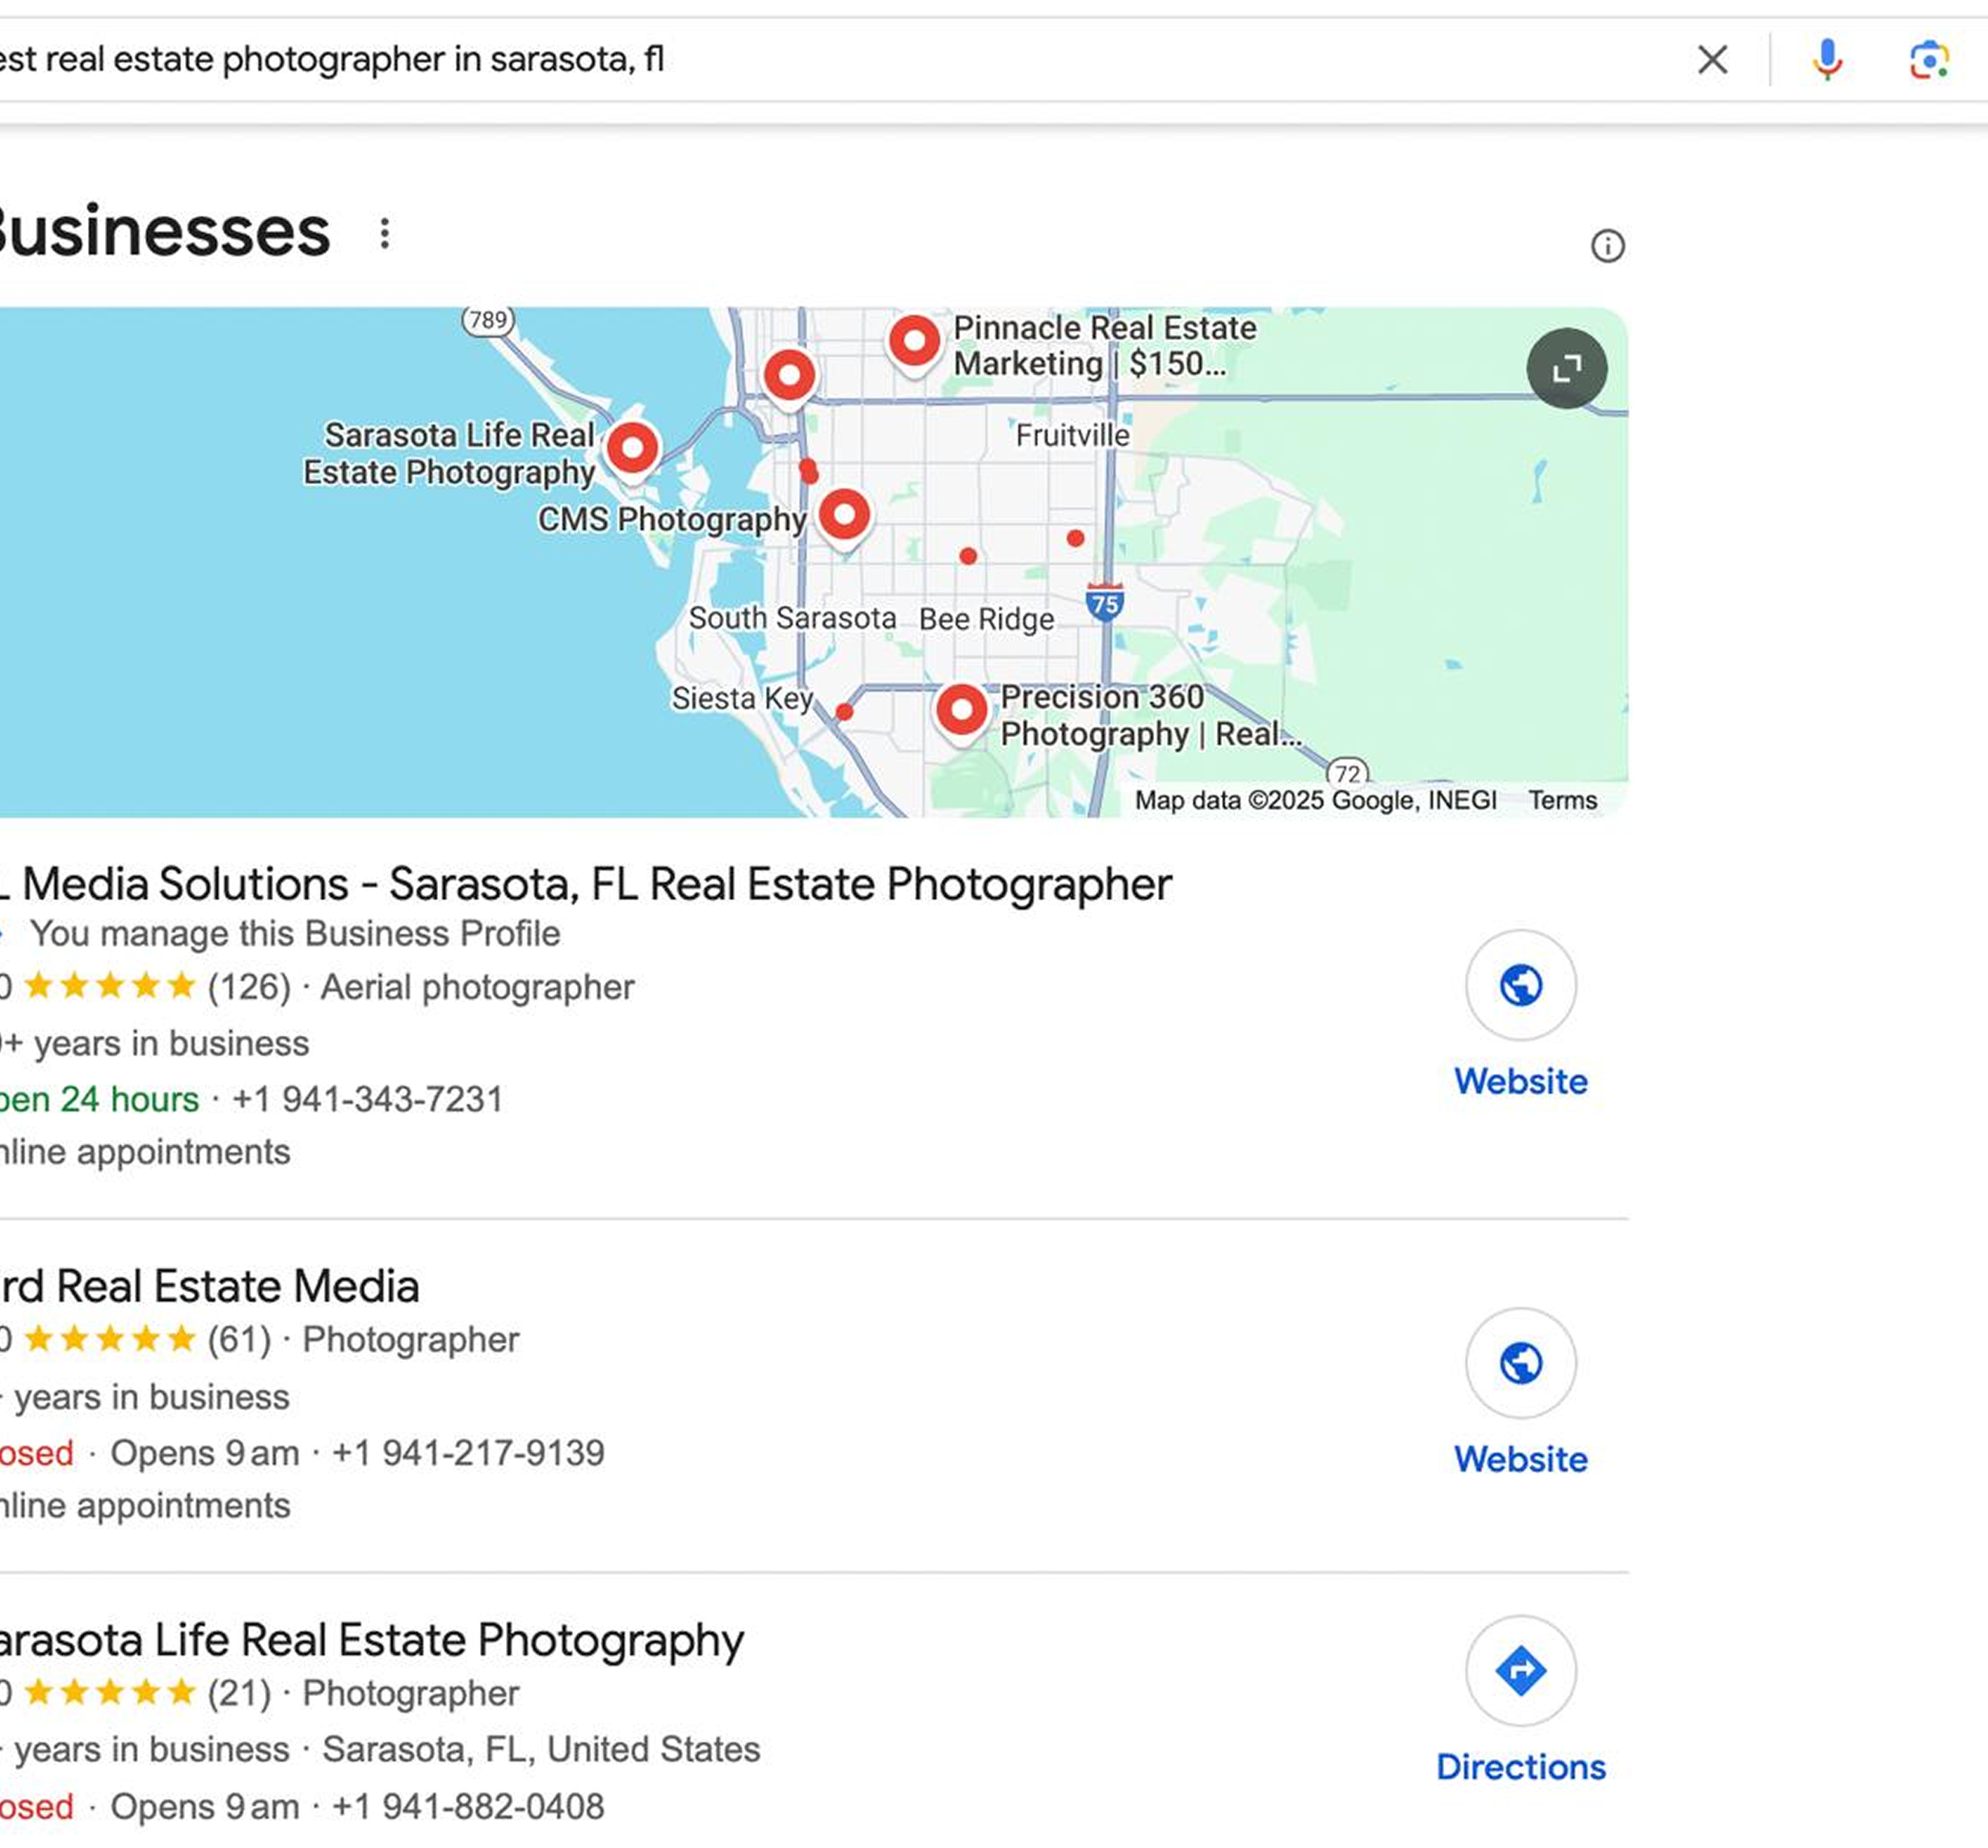 est real estate photographer in sarasota, fl
Businesses
789
Pinnacle Real Estate
Marketing | $150...
Sarasota Life Real
Estate Photography
Fruitville
CMS Photography
75
South Sarasota
Bee Ridge
Siesta Key
Precision 360
Photography | Real...
72
Map data ©2025 Google, INEGI Terms
L Media Solutions - Sarasota, FL Real Estate Photographer
You manage this Business Profile
0 (126) · Aerial photographer
+ years in business
pen 24 hours · +1 941-343-7231
nline appointments
Website
rd Real Estate Media
0 (61) · Photographer
years in business
osed · Opens 9 am · +1 941-217-9139
nline appointments
Website
arasota Life Real Estate Photography
0 (21) · Photographer
years in business · Sarasota, FL, United States
osed · Opens 9 am · +1 941-882-0408
Directions